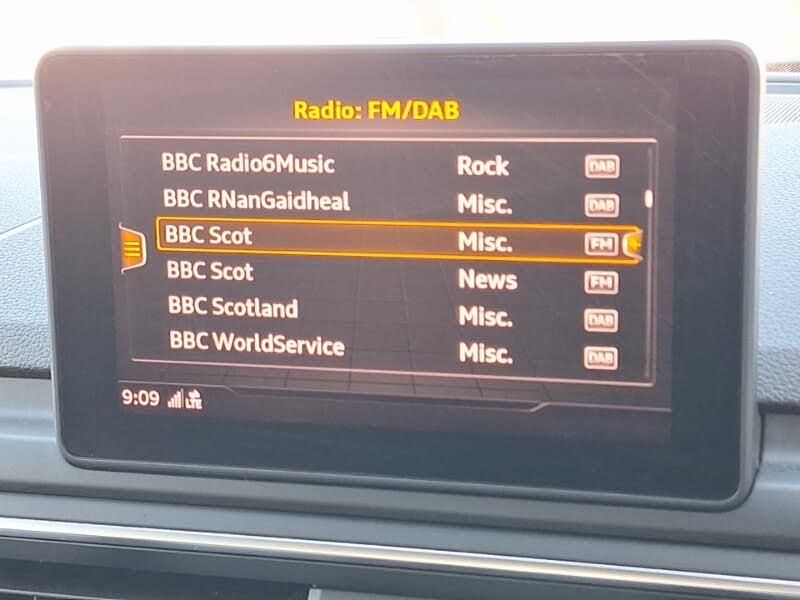 Radio: FM/DAB
BBC Radio6Music Rock DAB
BBC RNanGaidheal Misc. DAB
BBC Scot Misc. FM
BBC Scot News FM
BBC Scotland Misc. DAB
BBC WorldService Misc. DAB
9:09 LTE